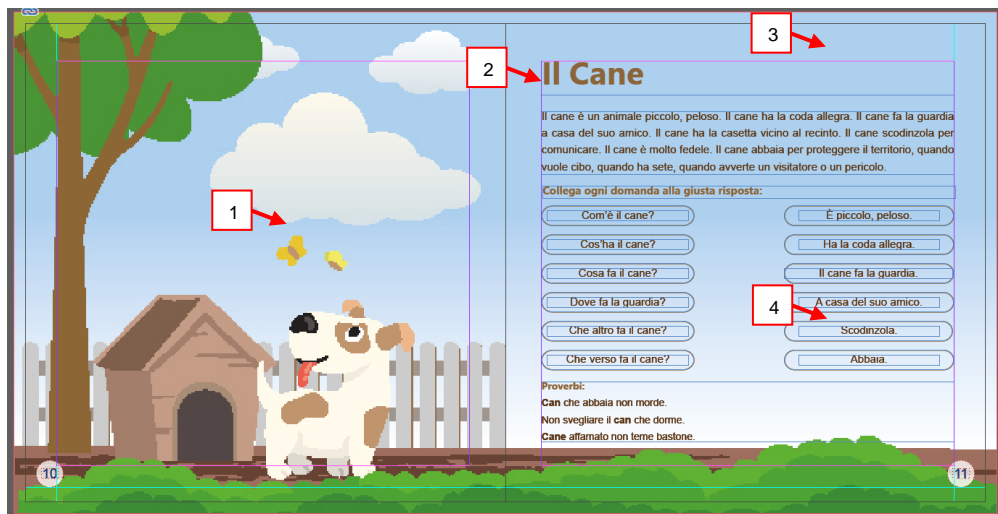 3
2
Il Cane
Il cane è un animale piccolo, peloso. Il cane ha la coda allegra. Il cane fa la guardia
a casa del suo amico. Il cane ha la casetta vicino al recinto. Il cane scodinzola per
comunicare. Il cane è molto fedele. Il cane abbaia per proteggere il territorio, quando
vuole cibo, quando ha sete, quando avverte un visitatore o un pericolo.
Collega ogni domanda alla giusta risposta:
1
Com'è il cane? È piccolo, peloso.
Cos'ha il cane? Ha la coda allegra.
Cosa fa il cane? Il cane fa la guardia.
Dove fa la guardia? A casa del suo amico.
4
Che altro fa il cane? Scodinzola.
Che verso fa il cane? Abbaia.
Proverbi:
Can che abbaia non morde.
Non svegliare il can che dorme.
Cane affamato non teme bastone.
10
11